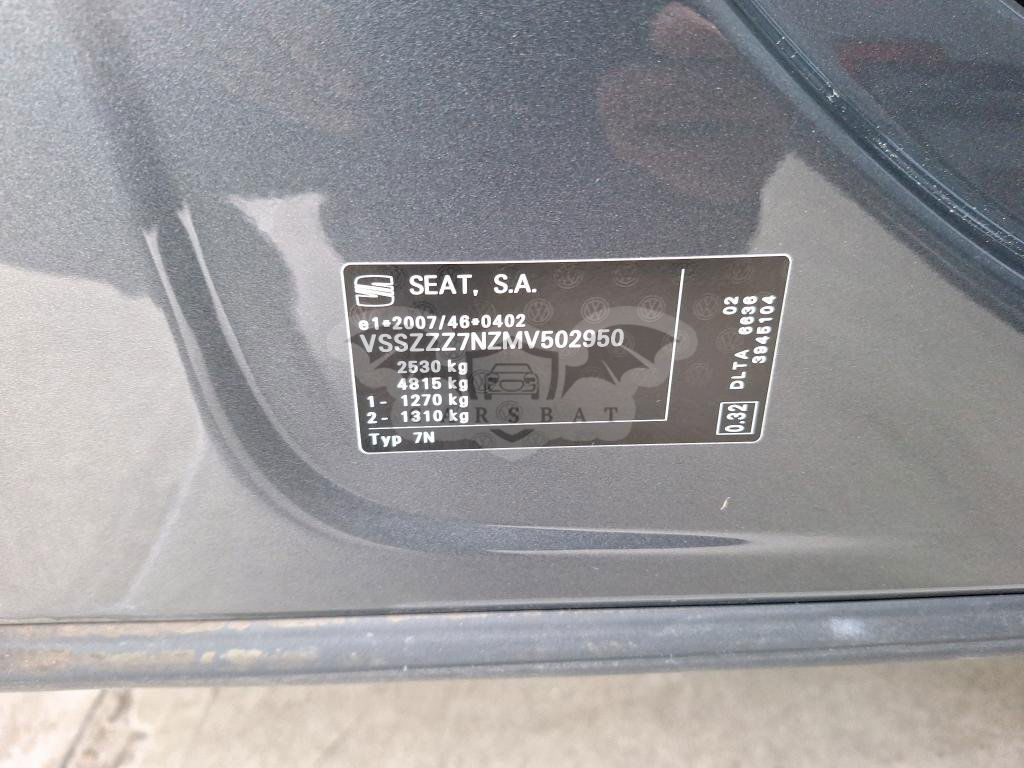 SEAT, S.A.
e1*2007/46*0402
VSSZZZ7NZMV502950
2530 kg
4815 kg
1- 1270 kg
2- 1310 kg
Typ 7N
02
DLTA 6636
3945104
0.32
CARSBAT